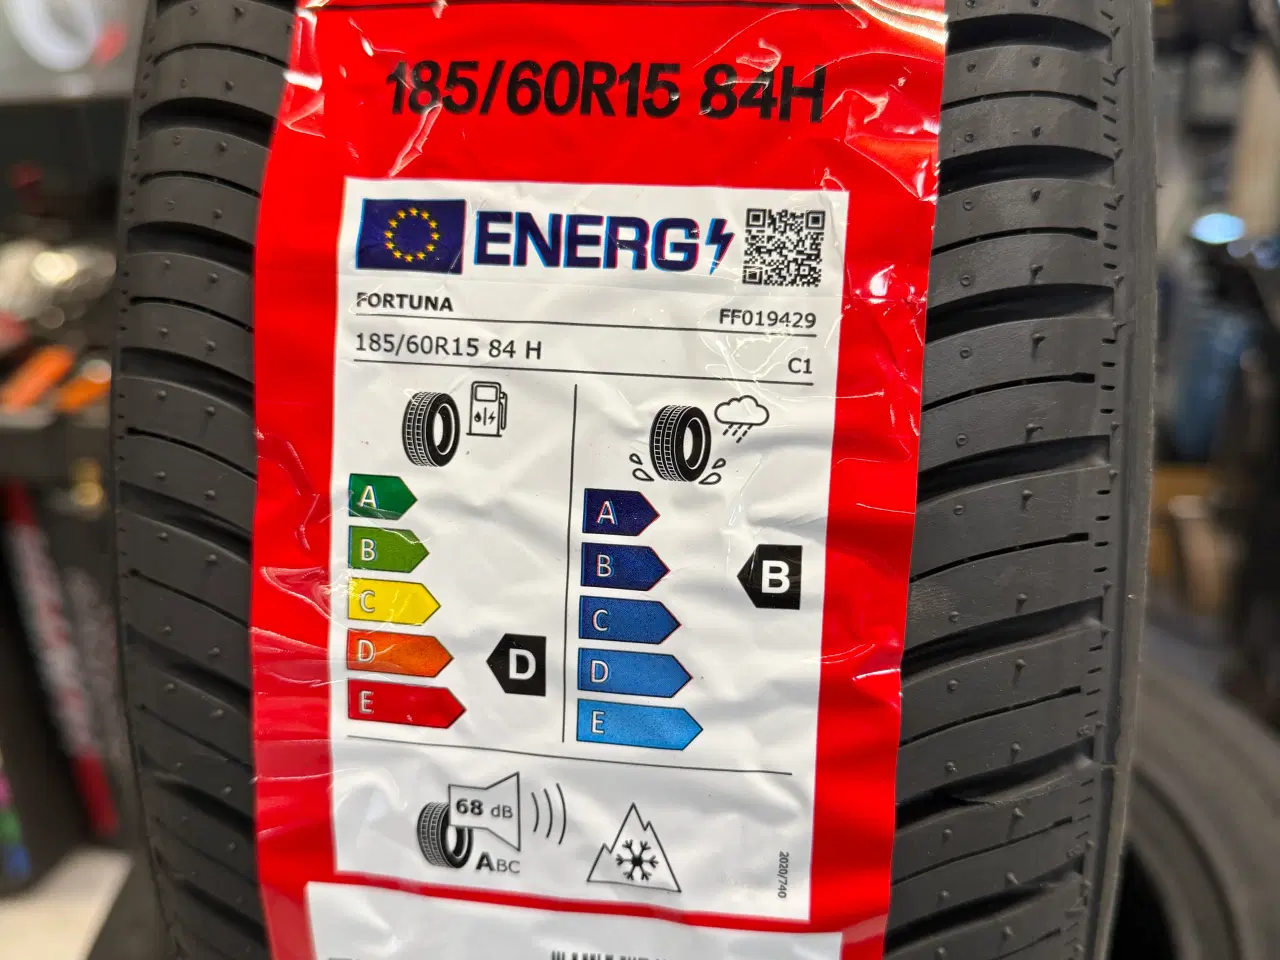 185/60R15 84H
ENERG
FORTUNA
FF019429
185/60R15 84 H
C1
A
B
C
D
E
D
A
B
C
D
E
B
68 dB
ABC
2020/740